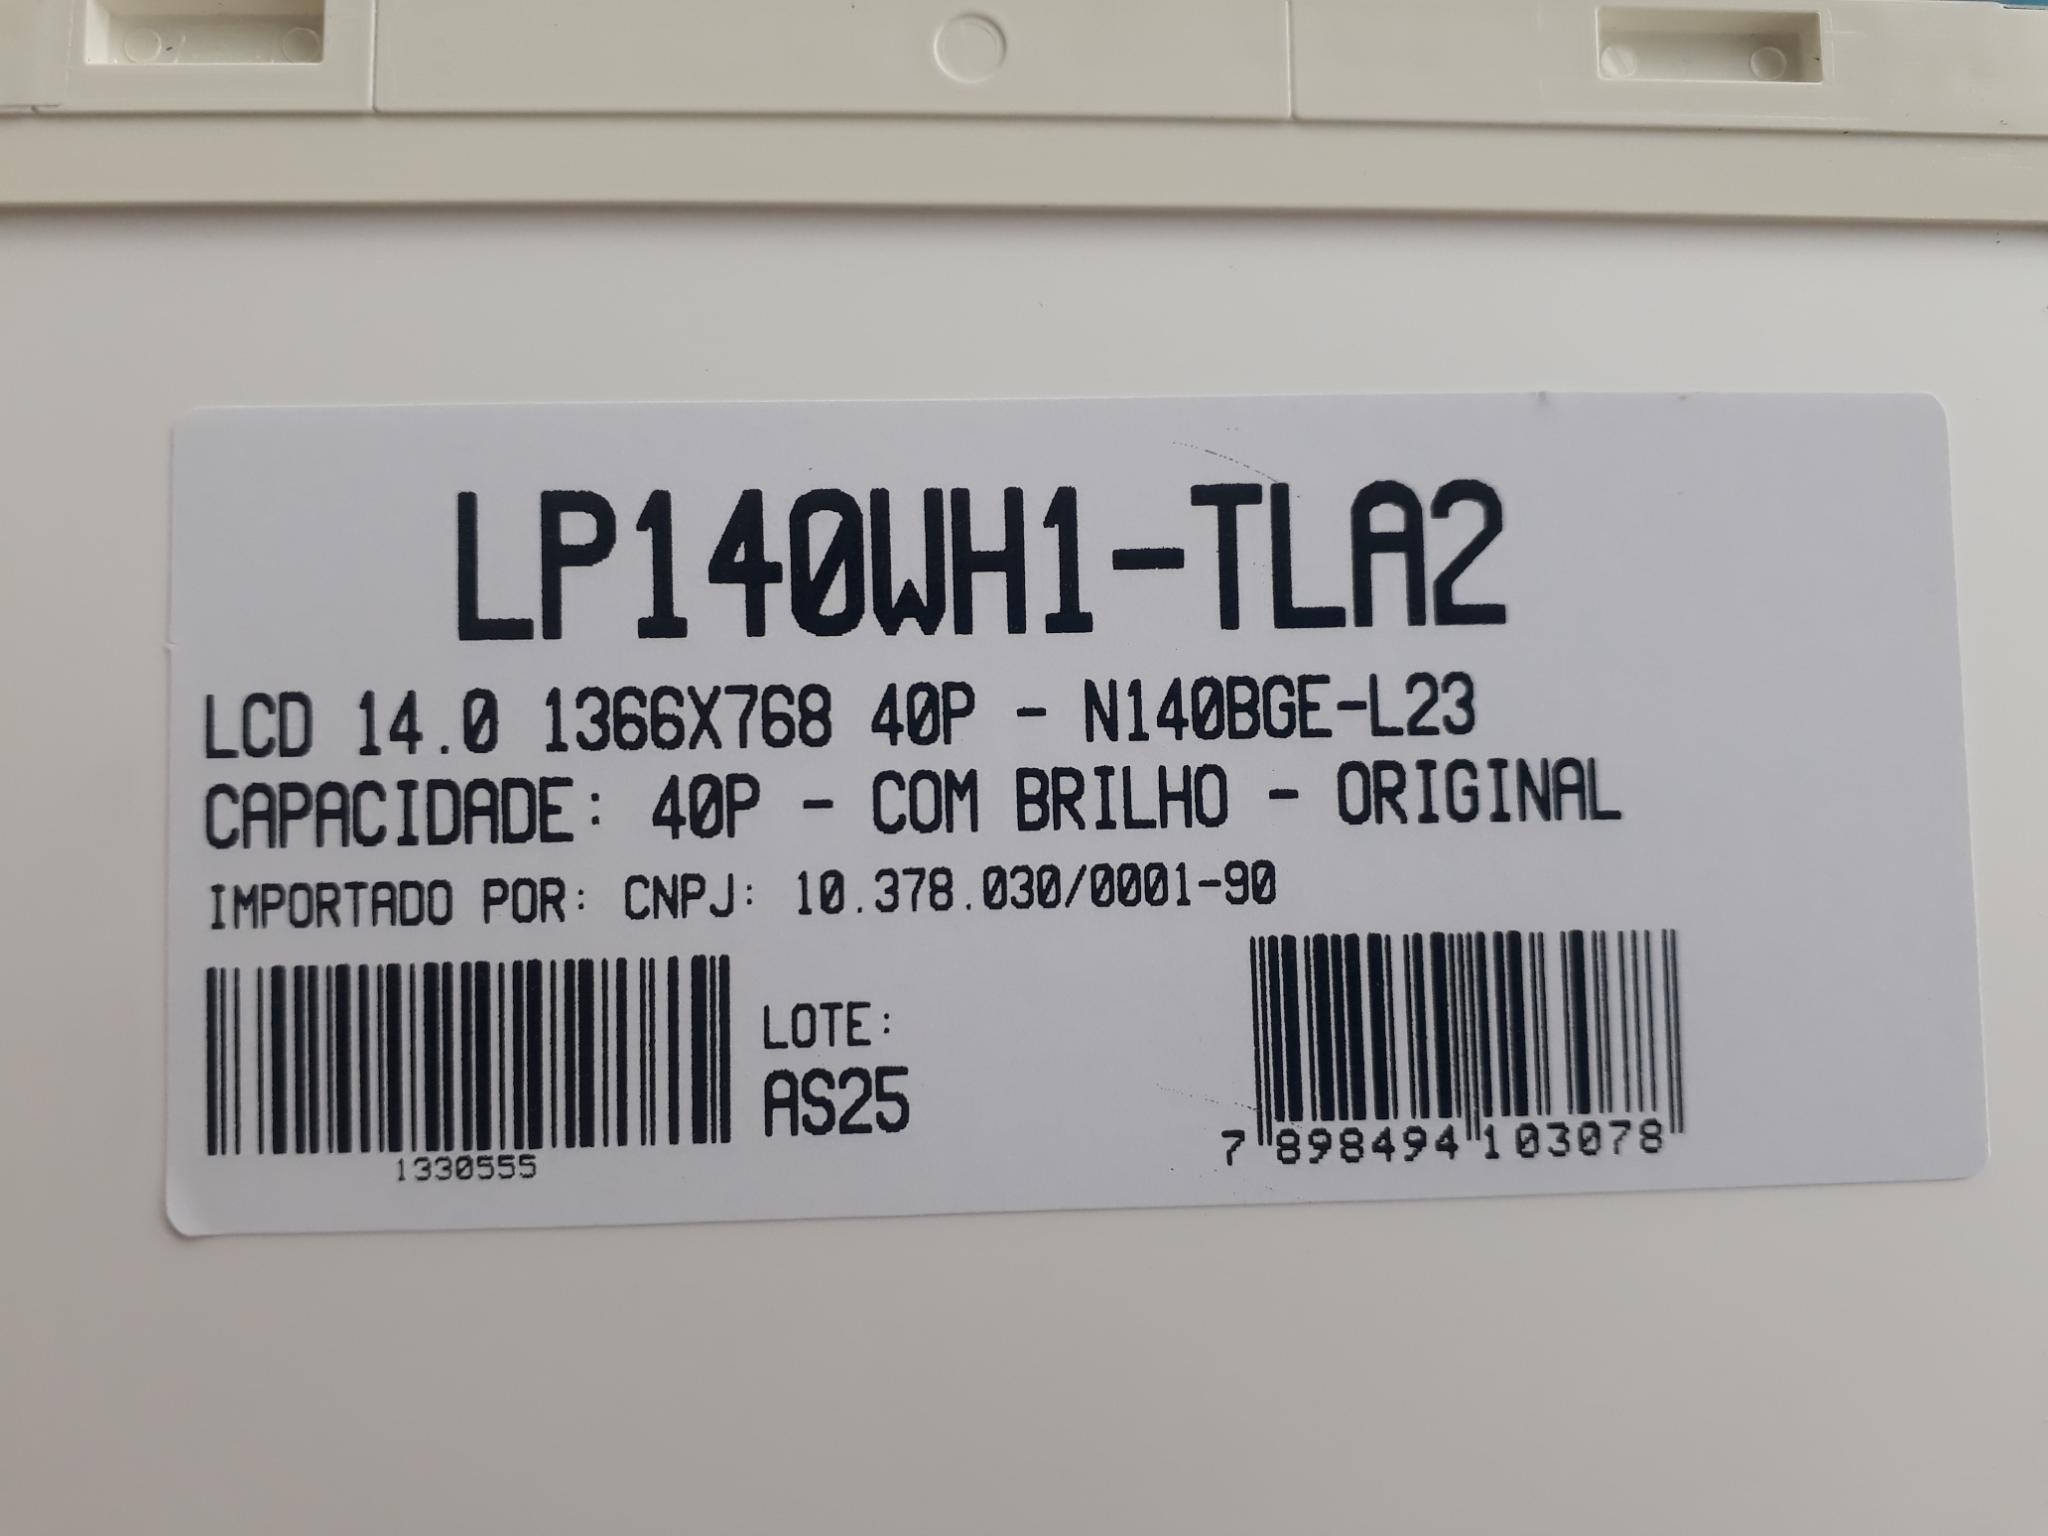 LP140WH1-TLA2
LCD 14.0 1366X768 40P - N140BGE-L23
CAPACIDADE: 40P - COM BRILHO - ORIGINAL
IMPORTADO POR: CNPJ: 10.378.030/0001-90
LOTE:
AS25
1330555
7 898494 103078